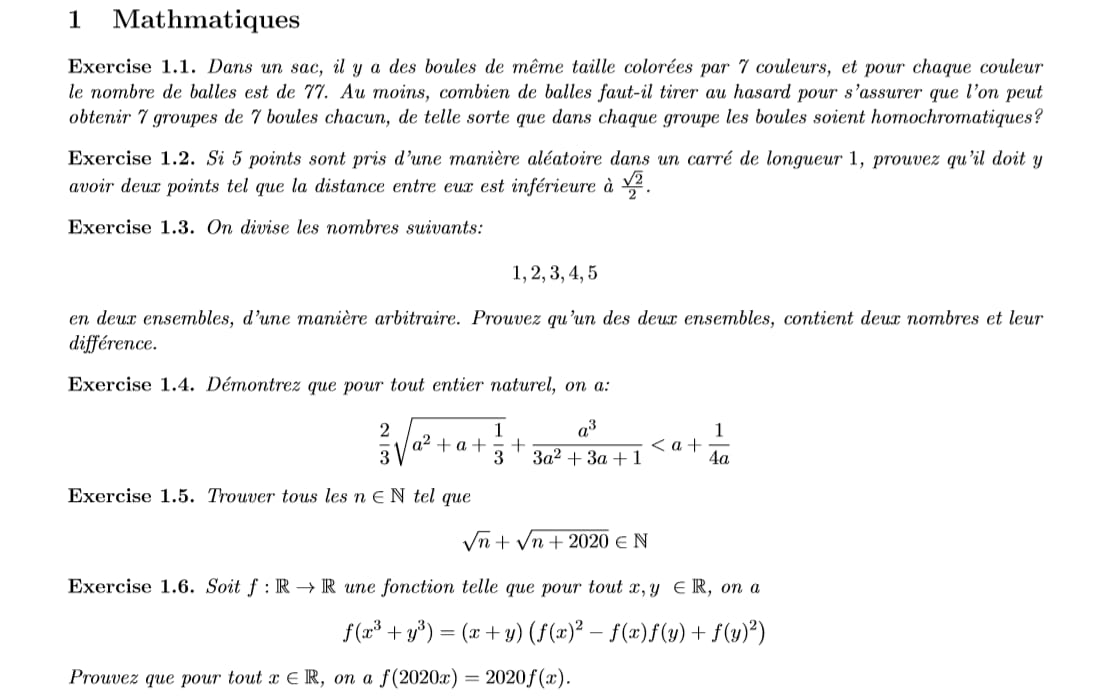 1 Mathmatiques
Exercise 1.1. Dans un sac, il y a des boules de même taille colorées par 7 couleurs, et pour chaque couleur
le nombre de balles est de 77. Au moins, combien de balles faut-il tirer au hasard pour s'assurer que l'on peut
obtenir 7 groupes de 7 boules chacun, de telle sorte que dans chaque groupe les boules soient homochromatiques?
Exercise 1.2. Si 5 points sont pris d'une manière aléatoire dans un carré de longueur 1, prouvez qu'il doit y
avoir deux points tel que la distance entre eux est inférieure à $\frac{\sqrt{2}}{2}$.
Exercise 1.3. On divise les nombres suivants:
1, 2, 3, 4, 5
en deux ensembles, d'une manière arbitraire. Prouvez qu'un des deux ensembles, contient deux nombres et leur
différence.
Exercise 1.4. Démontrez que pour tout entier naturel, on a:
$\frac{2}{3}\sqrt{a^2 + a + \frac{1}{3}} + \frac{a^3}{3a^2 + 3a + 1} < a + \frac{1}{4a}$
Exercise 1.5. Trouver tous les n ∈ ℕ tel que
$\sqrt{n} + \sqrt{n + 2020} \in \mathbb{N}$
Exercise 1.6. Soit f : ℝ → ℝ une fonction telle que pour tout x, y ∈ ℝ, on a
$f(x^3 + y^3) = (x + y)\left(f(x)^2 - f(x)f(y) + f(y)^2\right)$
Prouvez que pour tout x ∈ ℝ, on a f(2020x) = 2020f(x).